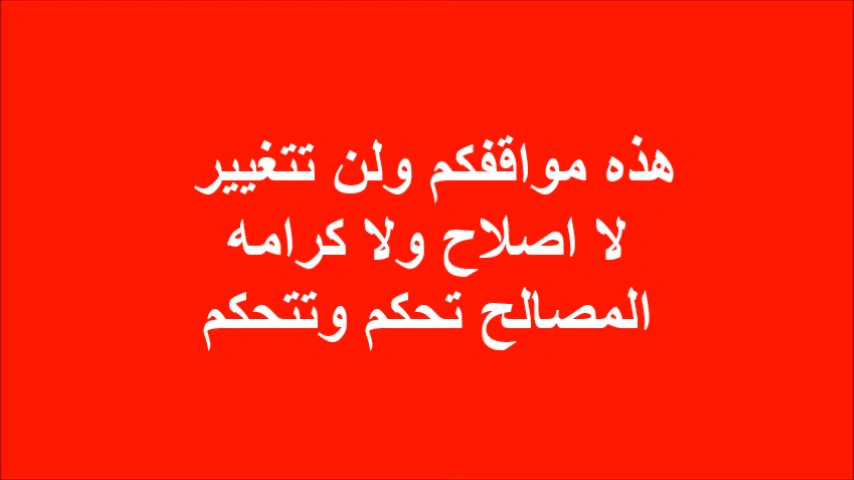 هذه مواقفكم ولن تتغيير
لا اصلاح ولا كرامه
المصالح تحكم وتتحكم